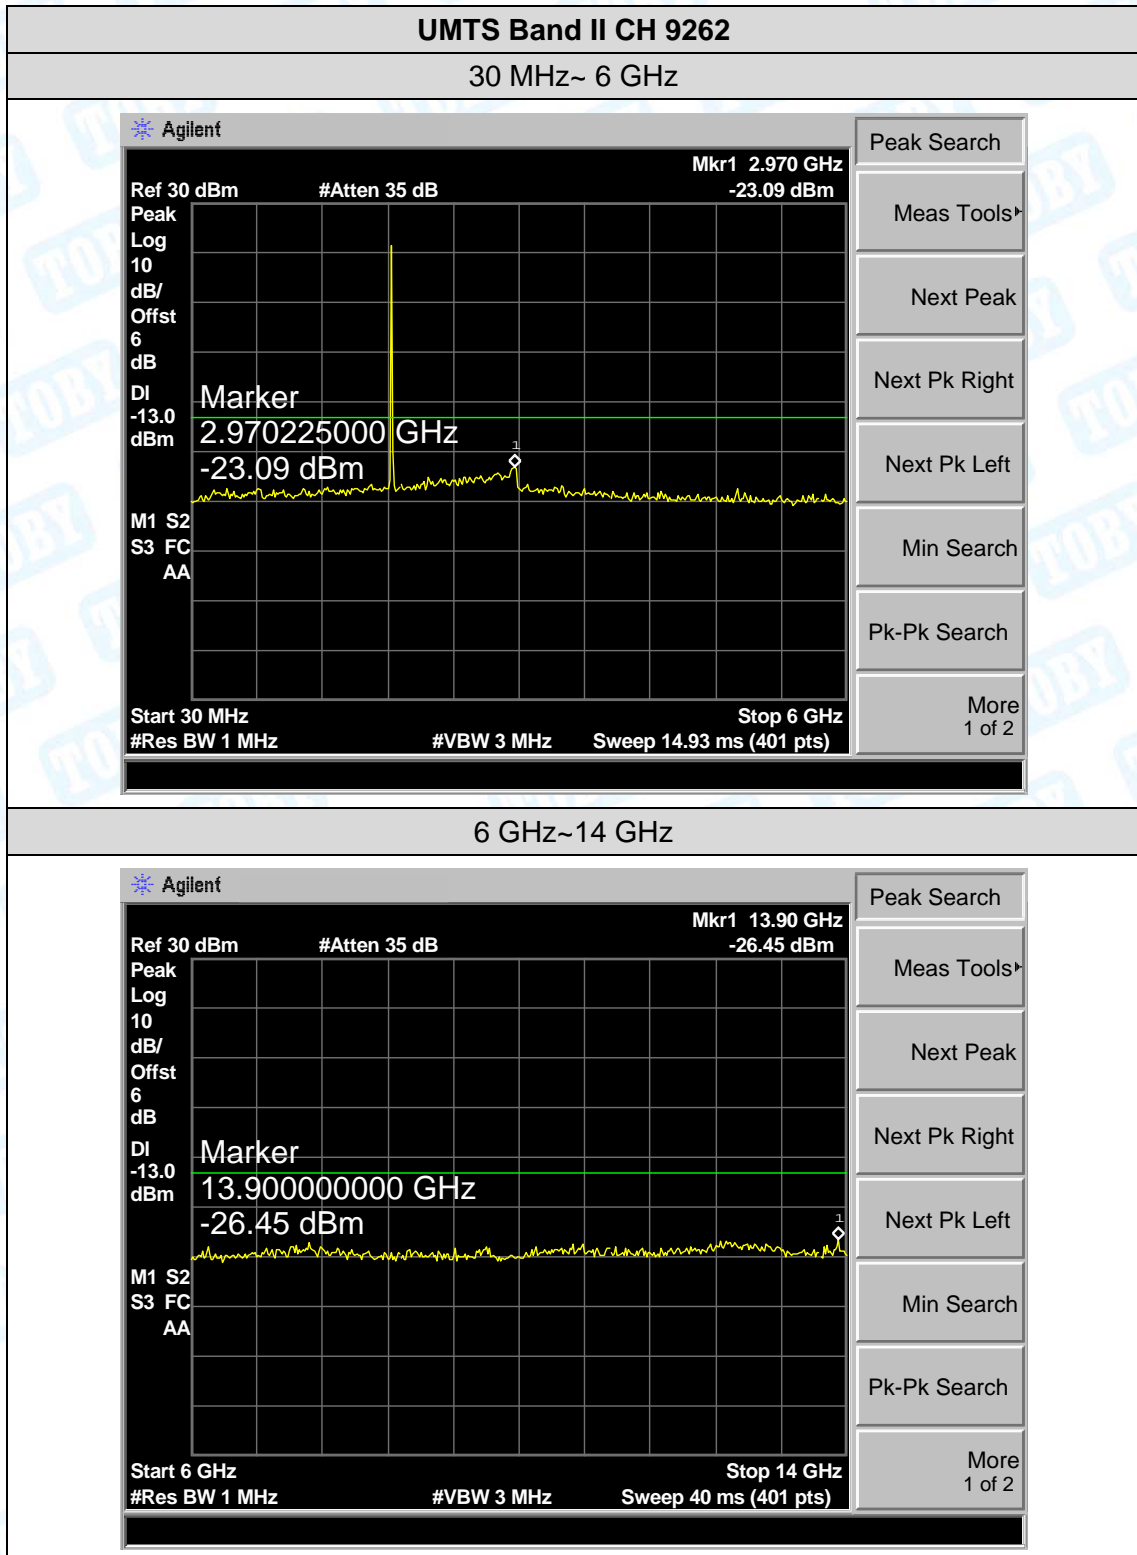 UMTS Band II CH 9262
30 MHz~ 6 GHz
Agilent
Peak Search
Mkr1 2.970 GHz
Ref 30 dBm #Atten 35 dB -23.09 dBm
Peak
Log
10
dB/
Offst
6
dB
DI
-13.0
dBm
Marker
2.970225000 GHz
-23.09 dBm
1
M1 S2
S3 FC
AA
Start 30 MHz Stop 6 GHz
#Res BW 1 MHz #VBW 3 MHz Sweep 14.93 ms (401 pts)
Meas Tools
Next Peak
Next Pk Right
Next Pk Left
Min Search
Pk-Pk Search
More
1 of 2
6 GHz~14 GHz
Agilent
Peak Search
Mkr1 13.90 GHz
Ref 30 dBm #Atten 35 dB -26.45 dBm
Peak
Log
10
dB/
Offst
6
dB
DI
-13.0
dBm
Marker
13.900000000 GHz
-26.45 dBm
1
M1 S2
S3 FC
AA
Start 6 GHz Stop 14 GHz
#Res BW 1 MHz #VBW 3 MHz Sweep 40 ms (401 pts)
Meas Tools
Next Peak
Next Pk Right
Next Pk Left
Min Search
Pk-Pk Search
More
1 of 2
TOBY